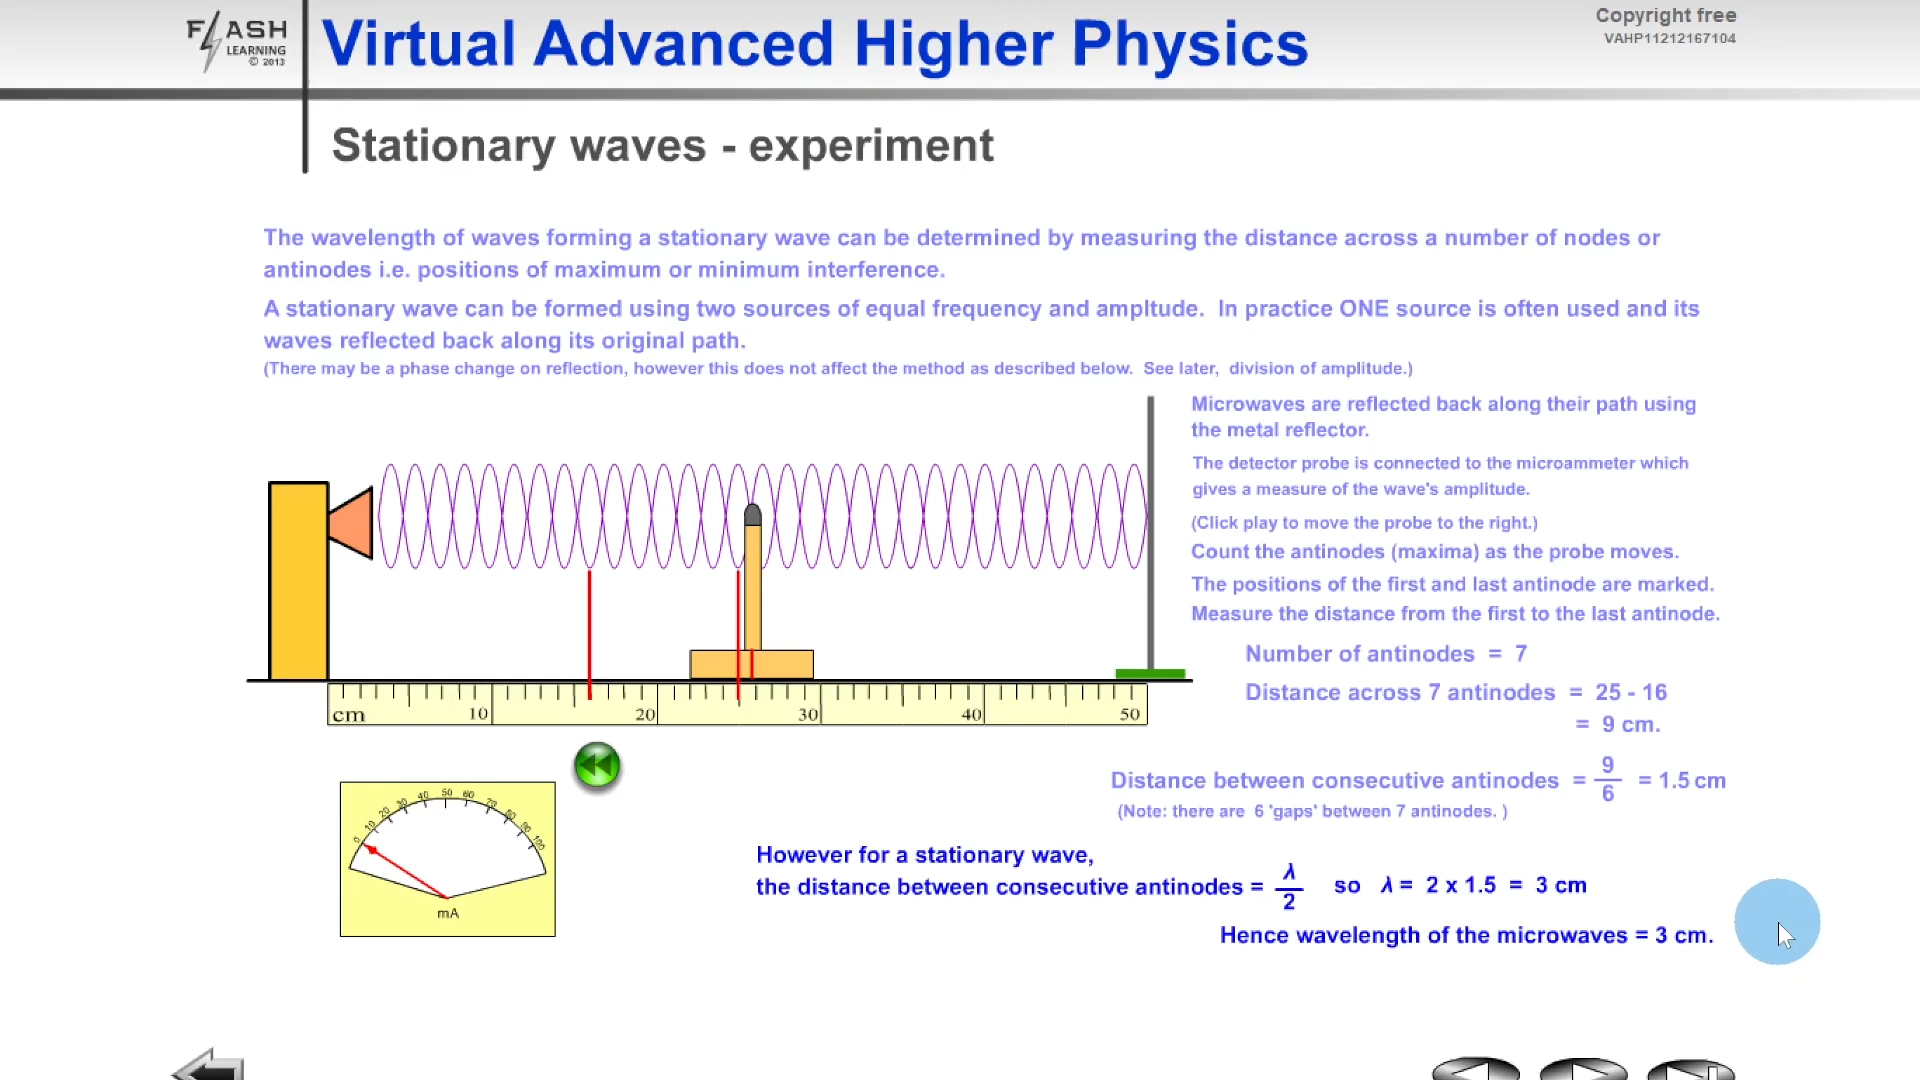 FLASH
LEARNING
© 2013
Virtual Advanced Higher Physics
Copyright free
VAHP11212167104
Stationary waves - experiment
The wavelength of waves forming a stationary wave can be determined by measuring the distance across a number of nodes or
antinodes i.e. positions of maximum or minimum interference.
A stationary wave can be formed using two sources of equal frequency and ampltude. In practice ONE source is often used and its
waves reflected back along its original path.
(There may be a phase change on reflection, however this does not affect the method as described below. See later, division of amplitude.)
Microwaves are reflected back along their path using
the metal reflector.
The detector probe is connected to the microammeter which
gives a measure of the wave's amplitude.
(Click play to move the probe to the right.)
Count the antinodes (maxima) as the probe moves.
The positions of the first and last antinode are marked.
Measure the distance from the first to the last antinode.
Number of antinodes = 7
Distance across 7 antinodes = 25 - 16
= 9 cm.
cm 10 20 30 40 50
Distance between consecutive antinodes = 9/6 = 1.5 cm
(Note: there are 6 'gaps' between 7 antinodes. )
0 10 20 30 40 50 60 70 80 90 100
mA
However for a stationary wave,
the distance between consecutive antinodes = λ/2 so λ = 2 x 1.5 = 3 cm
Hence wavelength of the microwaves = 3 cm.